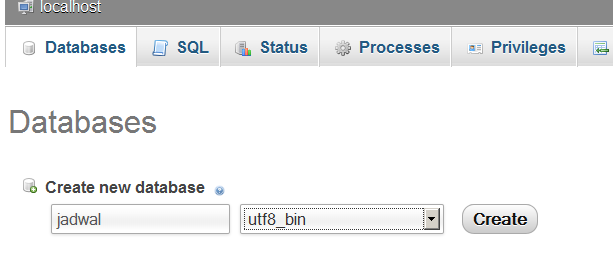 localhost
Databases SQL Status Processes Privileges
Databases
Create new database
jadwal utf8_bin Create